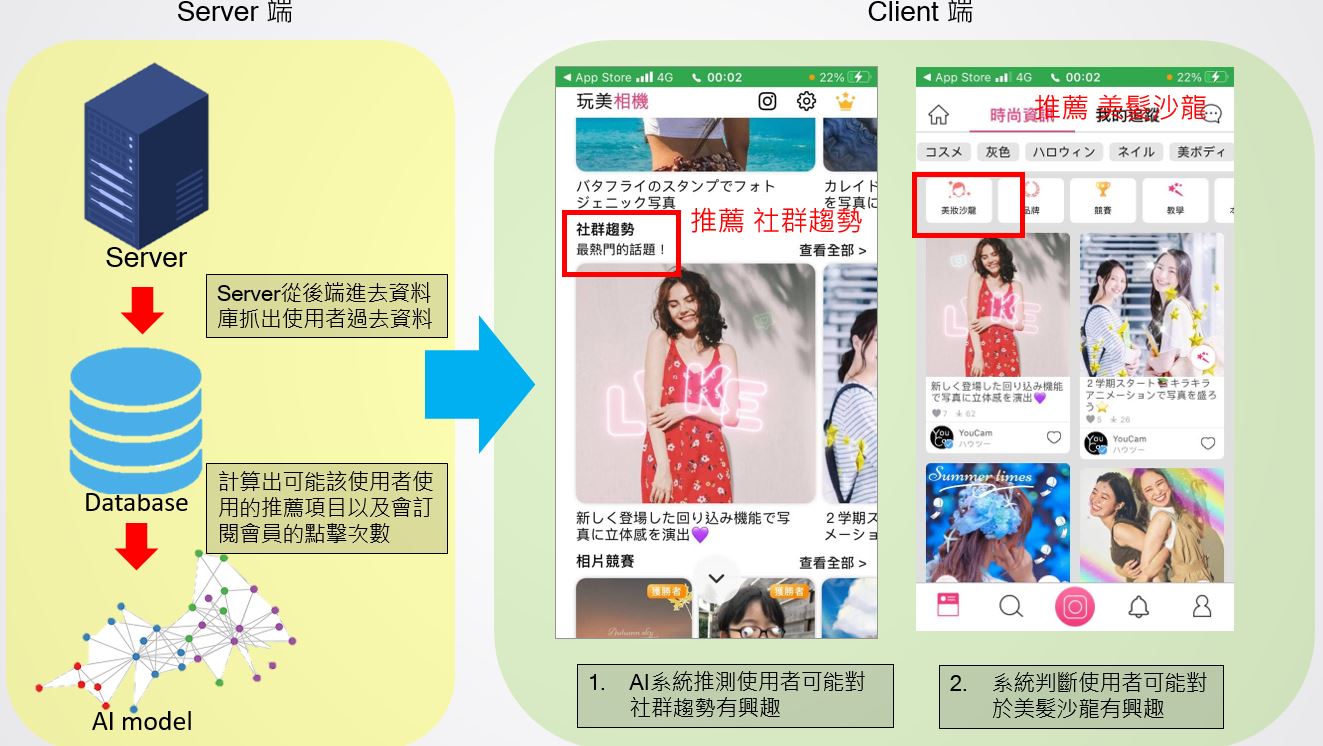 Server 端
Client 端
Server
Server從後端進去資料
庫抓出使用者過去資料
Database
計算出可能該使用者使
用的推薦項目以及會訂
閱會員的點擊次數
AI model
App Store 4G 00:02 22%
玩美相機
バタフライのスタンプでフォト
ジェニック写真
カレイド
を写真に
社群趨勢
最熱門的話題！
推薦 社群趨勢
查看全部 >
LIKE
新しく登場した回り込み機能で写
真に立体感を演出💜
２学期ス
メーショ
相片競賽
查看全部 >
獲勝者
獲勝者
Autumn sky
1. AI系統推測使用者可能對
社群趨勢有興趣
App Store 4G 00:02 22%
推薦 美髮沙龍
時尚資訊
我的追蹤
コスメ
灰色
ハロウィン
ネイル
美ボディ
美妝沙龍
品牌
競賽
教學
LIKE
新しく登場した回り込み機能
で写真に立体感を演出💜
7 62
YouCam
ハウツー
２学期スタート📚キラキラ
アニメーションで写真を盛ろ
う⭐
5 26
YouCam
ハウツー
Summer times
2. 系統判斷使用者可能對
於美髮沙龍有興趣